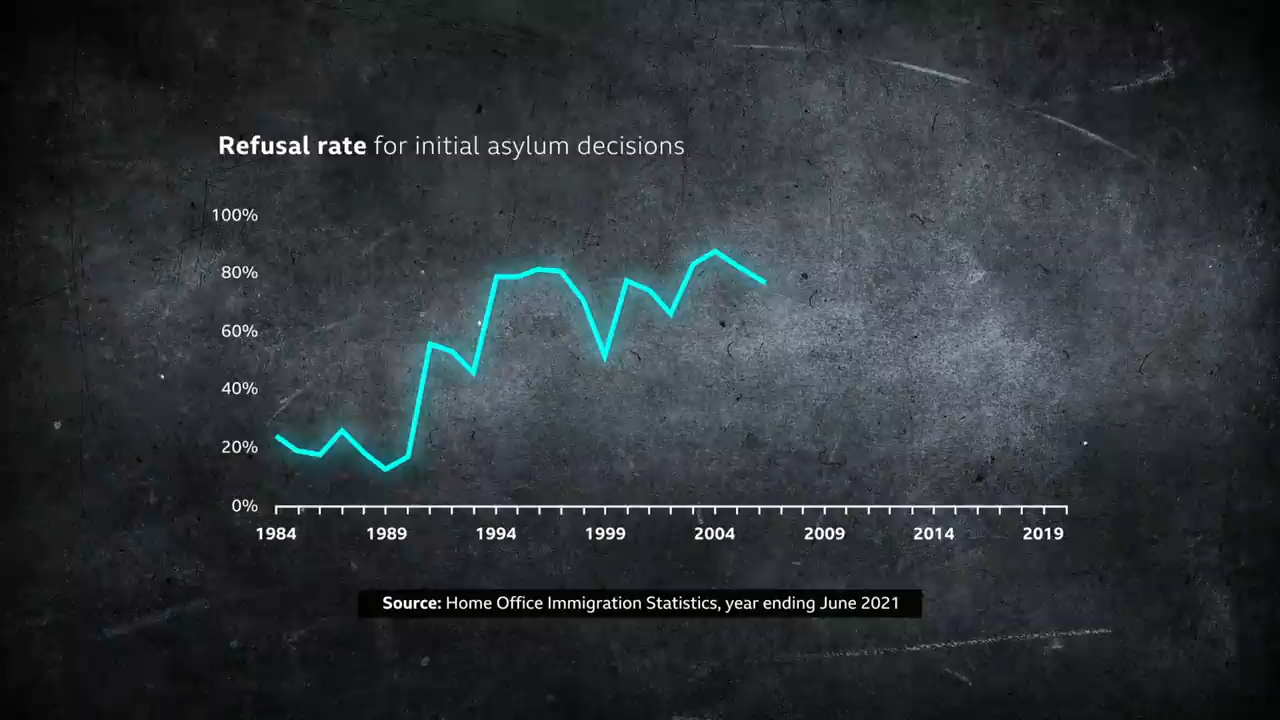 Refusal rate for initial asylum decisions
100%
80%
60%
40%
20%
0%
1984 1989 1994 1999 2004 2009 2014 2019
Source: Home Office Immigration Statistics, year ending June 2021